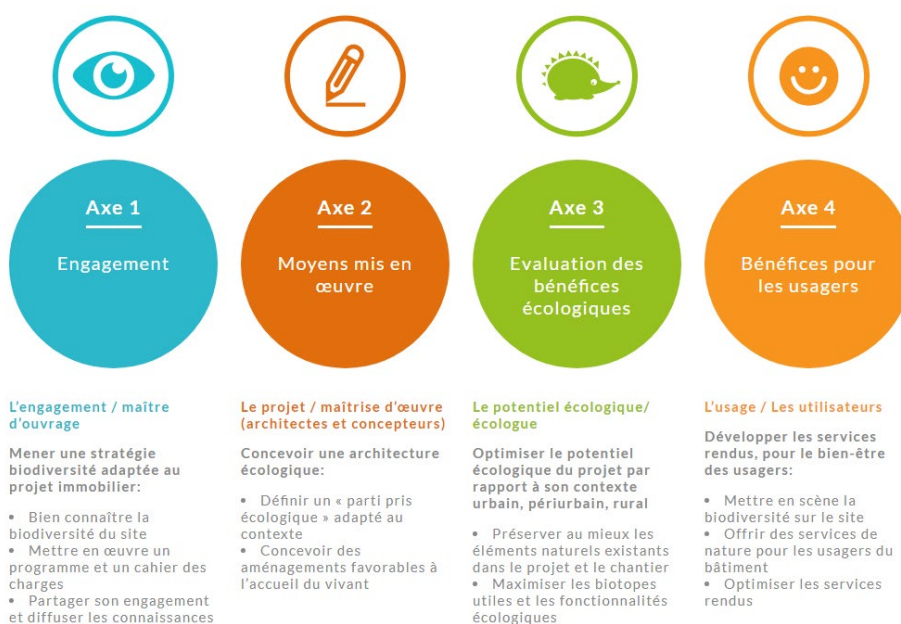 Axe 1
Engagement
Axe 2
Moyens mis en
œuvre
Axe 3
Evaluation des
bénéfices
écologiques
Axe 4
Bénéfices pour
les usagers
L'engagement / maître
d'ouvrage
Mener une stratégie
biodiversité adaptée au
projet immobilier:
• Bien connaître la
biodiversité du site
• Mettre en œuvre un
programme et un cahier des
charges
• Partager son engagement
et diffuser les connaissances
Le projet / maîtrise d'œuvre
(architectes et concepteurs)
Concevoir une architecture
écologique:
• Définir un « parti pris
écologique » adapté au
contexte
• Concevoir des
aménagements favorables à
l'accueil du vivant
Le potentiel écologique/
écologue
Optimiser le potentiel
écologique du projet par
rapport à son contexte
urbain, périurbain, rural
• Préserver au mieux les
éléments naturels existants
dans le projet et le chantier
• Maximiser les biotopes
utiles et les fonctionnalités
écologiques
L'usage / Les utilisateurs
Développer les services
rendus, pour le bien-être
des usagers:
• Mettre en scène la
biodiversité sur le site
• Offrir des services de
nature pour les usagers du
bâtiment
• Optimiser les services
rendus